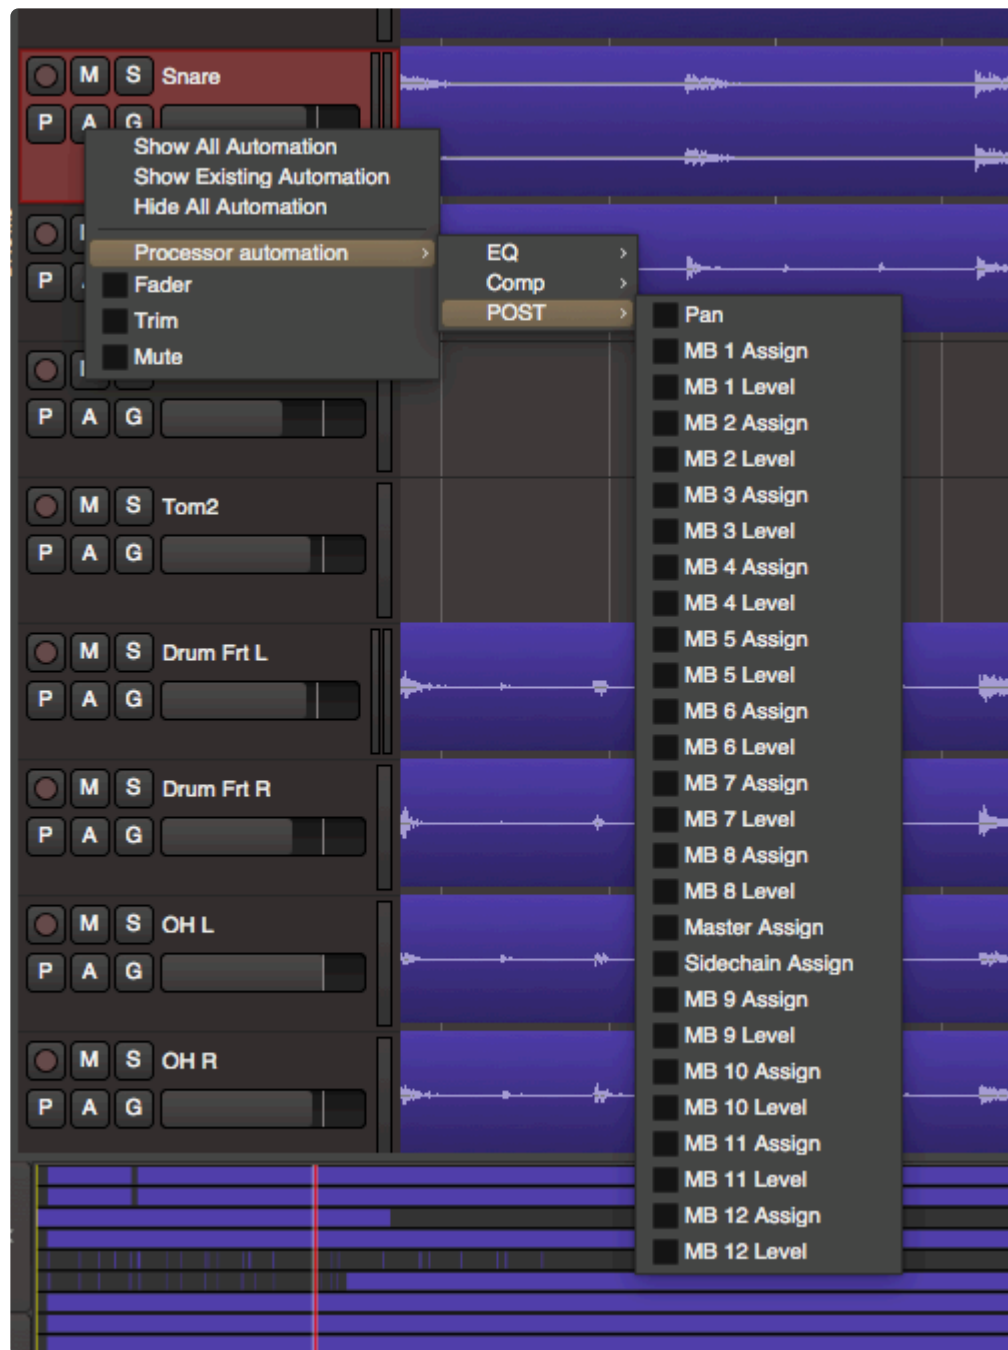 M S Snare
P A G
Show All Automation
Show Existing Automation
Hide All Automation
Processor automation
Fader
Trim
Mute
EQ
Comp
POST
Pan
MB 1 Assign
MB 1 Level
MB 2 Assign
MB 2 Level
MB 3 Assign
MB 3 Level
MB 4 Assign
MB 4 Level
MB 5 Assign
MB 5 Level
MB 6 Assign
MB 6 Level
MB 7 Assign
MB 7 Level
MB 8 Assign
MB 8 Level
Master Assign
Sidechain Assign
MB 9 Assign
MB 9 Level
MB 10 Assign
MB 10 Level
MB 11 Assign
MB 11 Level
MB 12 Assign
MB 12 Level
P
P A G
M S Tom2
P A G
M S Drum Frt L
P A G
M S Drum Frt R
P A G
M S OH L
P A G
M S OH R
P A G